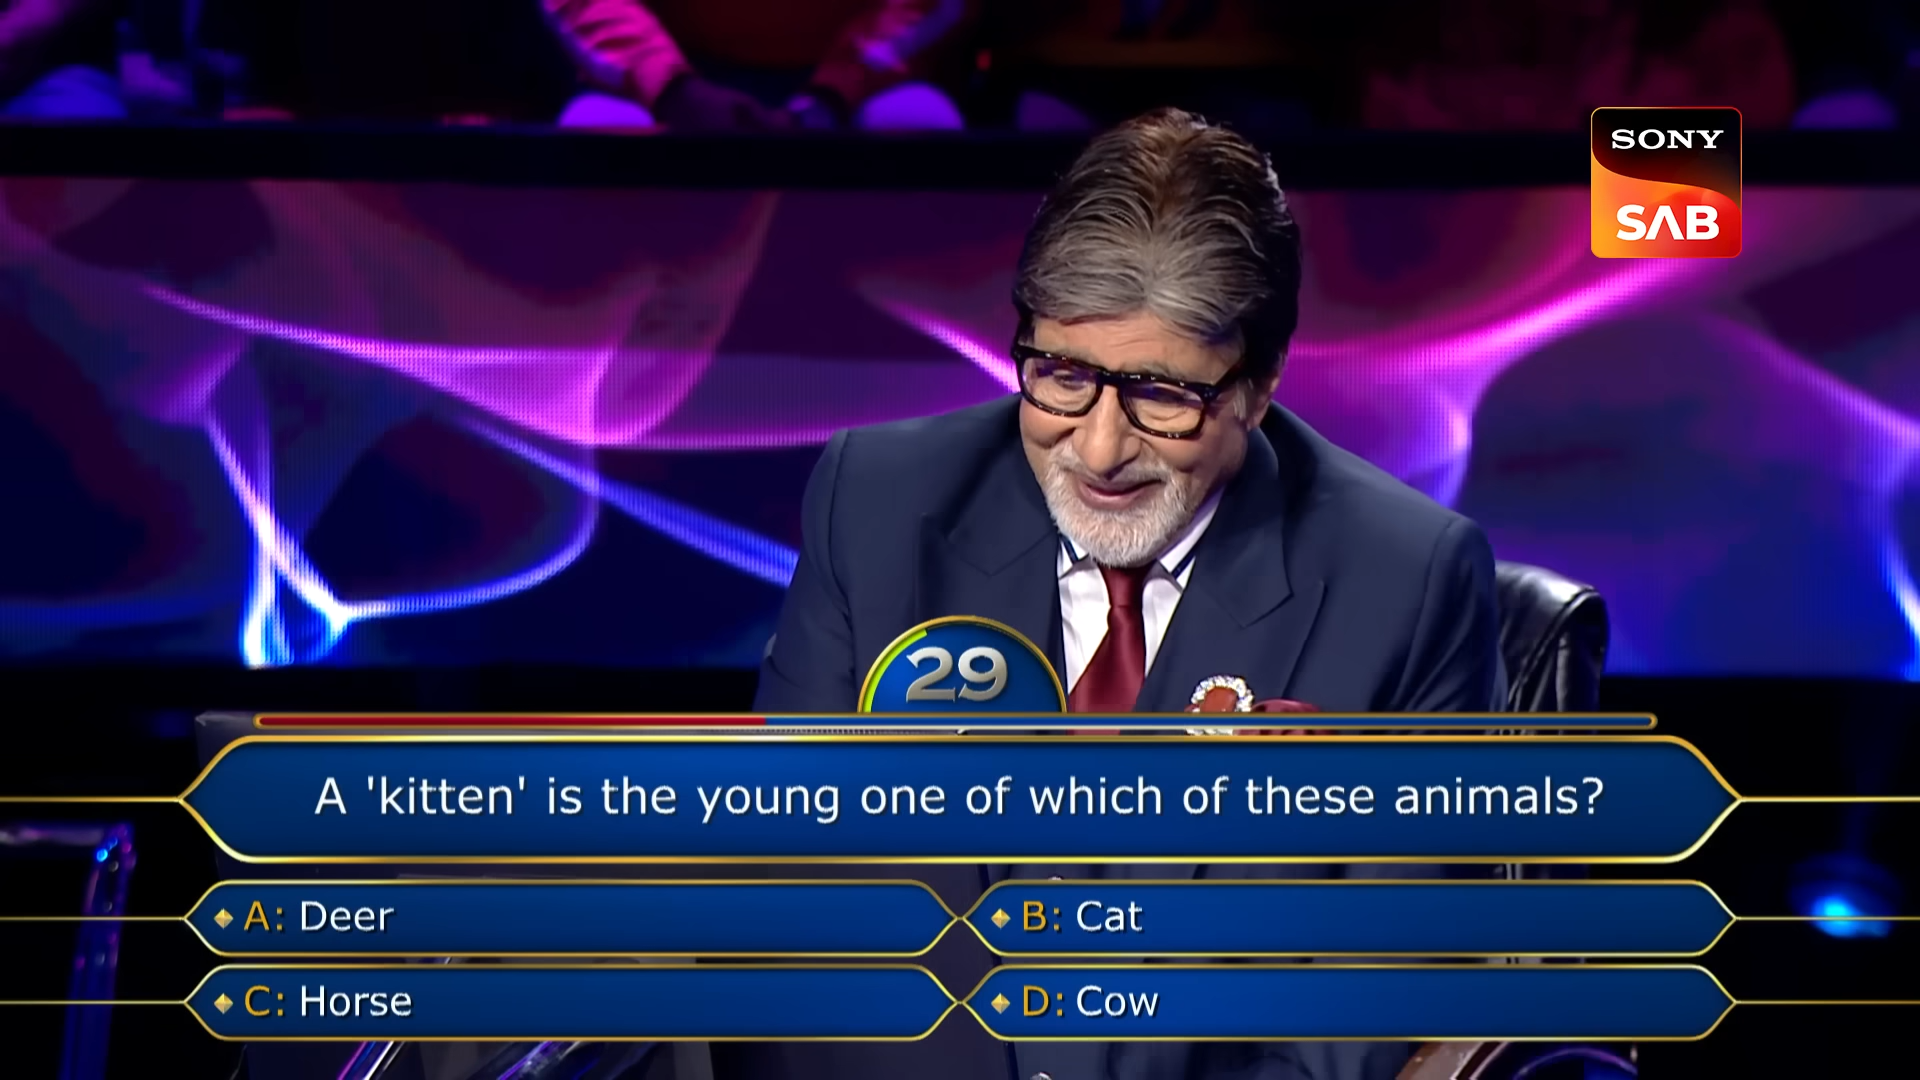 SONY
SAB
29
A 'kitten' is the young one of which of these animals?
A: Deer
B: Cat
C: Horse
D: Cow